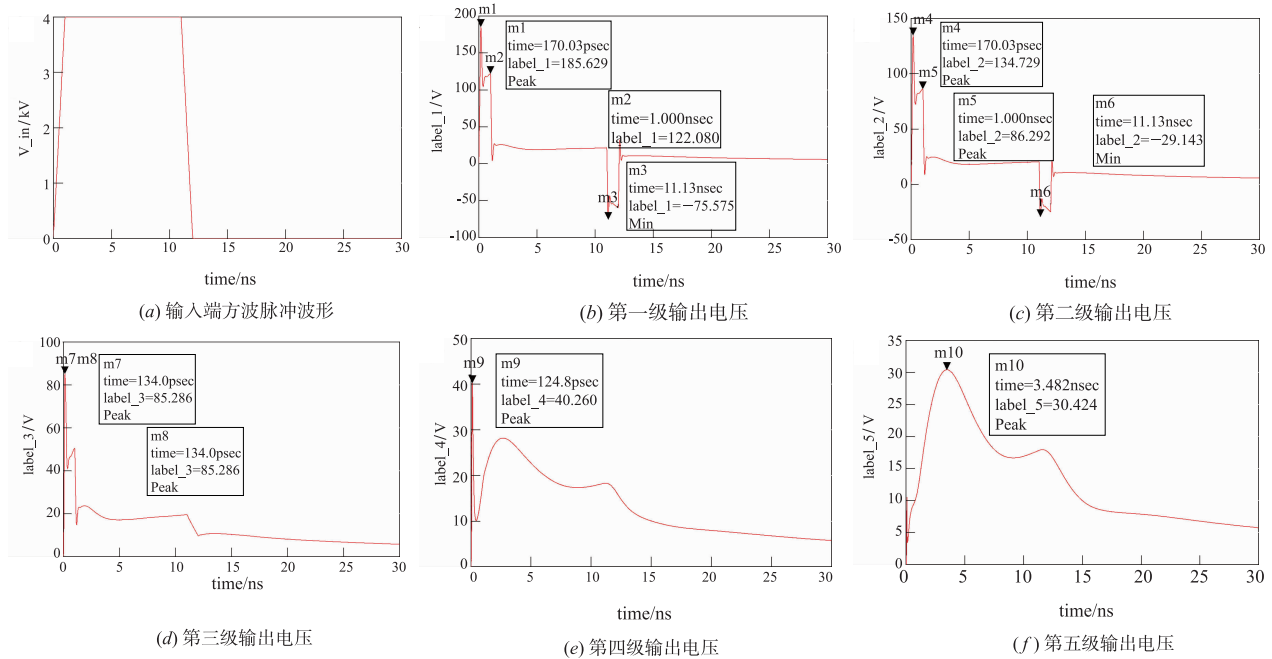 4
3
2
1
0
V_in/kV
0
5
10
15
20
25
30
time/ns
(a) 输入端方波脉冲波形
200
150
100
50
0
-50
-100
label_1/V
m1
m2
m3
m1
time=170.03psec
label_1=185.629
Peak
m2
time=1.000nsec
label_1=122.080
m3
time=11.13nsec
label_1=−75.575
Min
0
5
10
15
20
25
30
time/ns
(b) 第一级输出电压
150
100
50
0
-50
label_2/V
m4
m5
m6
m4
time=170.03psec
label_2=134.729
Peak
m5
time=1.000nsec
label_2=86.292
Peak
m6
time=11.13nsec
label_2=−29.143
Min
0
5
10
15
20
25
30
time/ns
(c) 第二级输出电压
100
80
60
40
20
0
label_3/V
m7m8
m7
time=134.0psec
label_3=85.286
Peak
m8
time=134.0psec
label_3=85.286
Peak
0
5
10
15
20
25
30
time/ns
(d) 第三级输出电压
50
40
30
20
10
0
label_4/V
m9
m9
time=124.8psec
label_4=40.260
Peak
0
5
10
15
20
25
30
time/ns
(e) 第四级输出电压
35
30
25
20
15
10
5
0
label_5/V
m10
m10
time=3.482nsec
label_5=30.424
Peak
0
5
10
15
20
25
30
time/ns
(f) 第五级输出电压